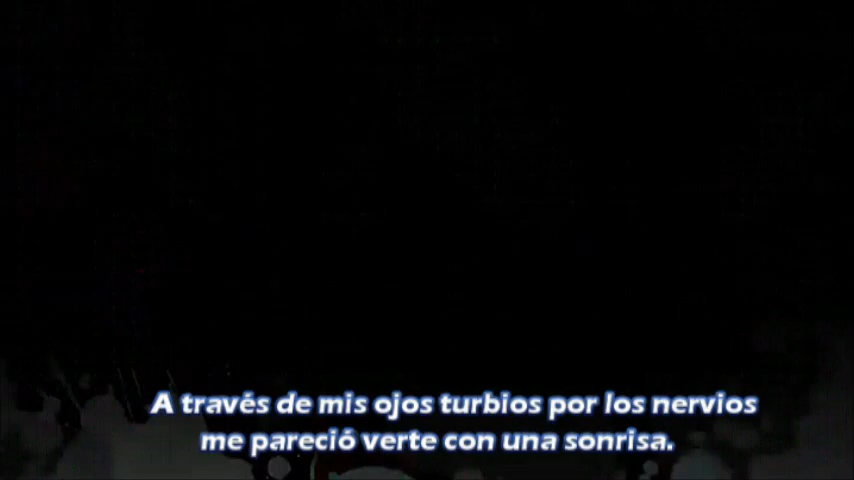 A través de mis ojos turbios por los nervios
me pareció verte con una sonrisa.